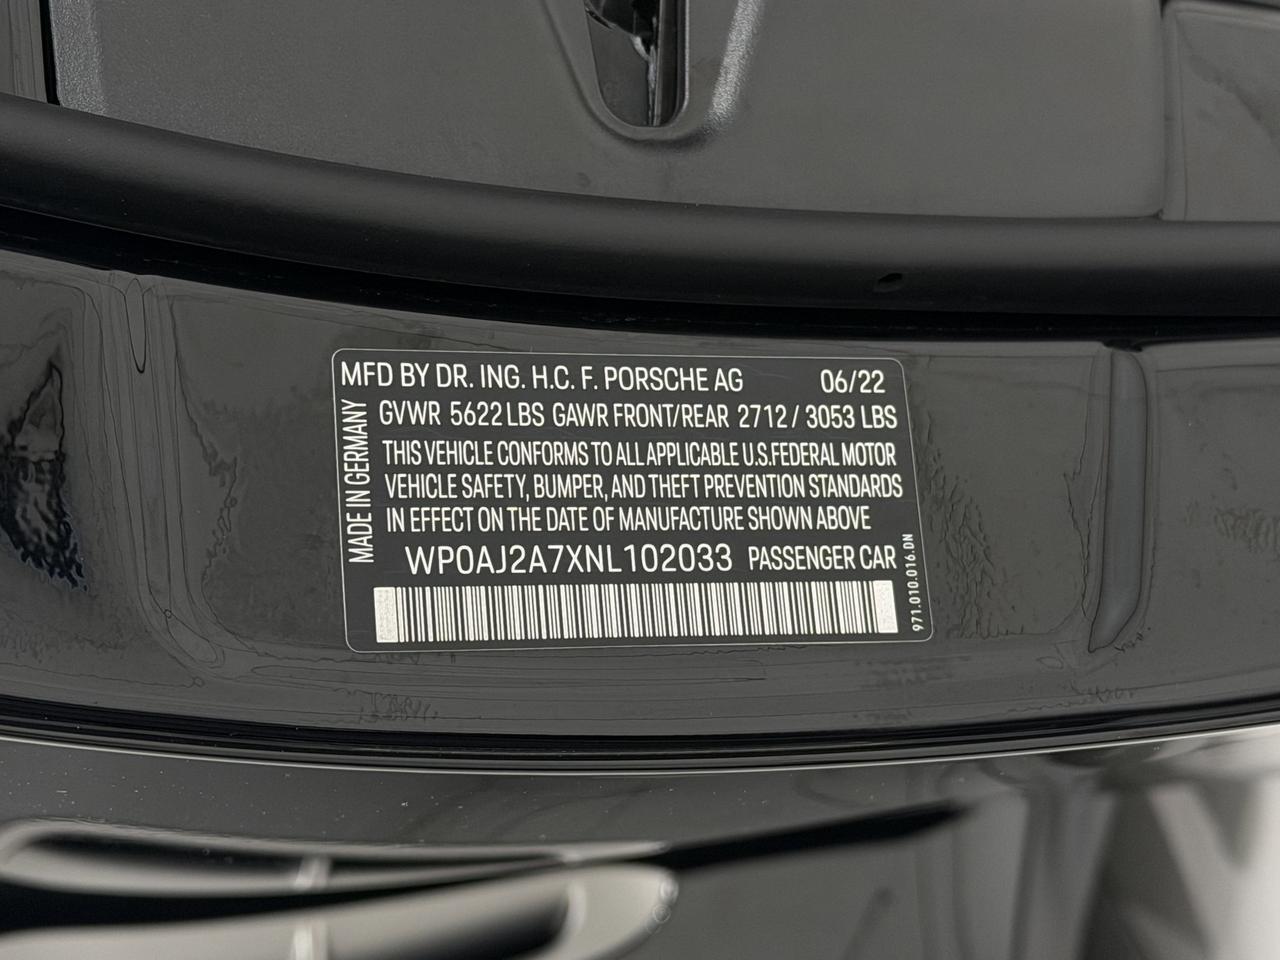 MFD BY DR. ING. H.C. F. PORSCHE AG 06/22
GVWR 5622 LBS GAWR FRONT/REAR 2712 / 3053 LBS
THIS VEHICLE CONFORMS TO ALL APPLICABLE U.S.FEDERAL MOTOR
VEHICLE SAFETY, BUMPER, AND THEFT PREVENTION STANDARDS
IN EFFECT ON THE DATE OF MANUFACTURE SHOWN ABOVE
WP0AJ2A7XNL102033 PASSENGER CAR
MADE IN GERMANY
971.010.016.DN